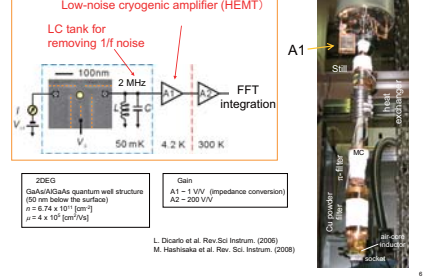 Low-noise cryogenic amplifier (HEMT)
LC tank for
removing 1/f noise
100nm
2 MHz
A1
A2
FFT
integration
I
L
C
50 mK
4.2 K
300 K
2DEG
GaAs/AlGaAs quantum well structure
(50 nm below the surface)
n = 6.74 x 10¹¹ [cm⁻²]
μ = 4 x 10⁵ [cm²/Vs]
Gain
A1 ~ 1 V/V (impedance conversion)
A2 ~ 200 V/V
L. Dicarlo et al. Rev.Sci Instrum. (2006)
M. Hashisaka et al. Rev. Sci. Instrum. (2008)
A1
Still
heat
exchanger
MC
π-filter
Cu powder
filter
air-core
inductor
socket
6